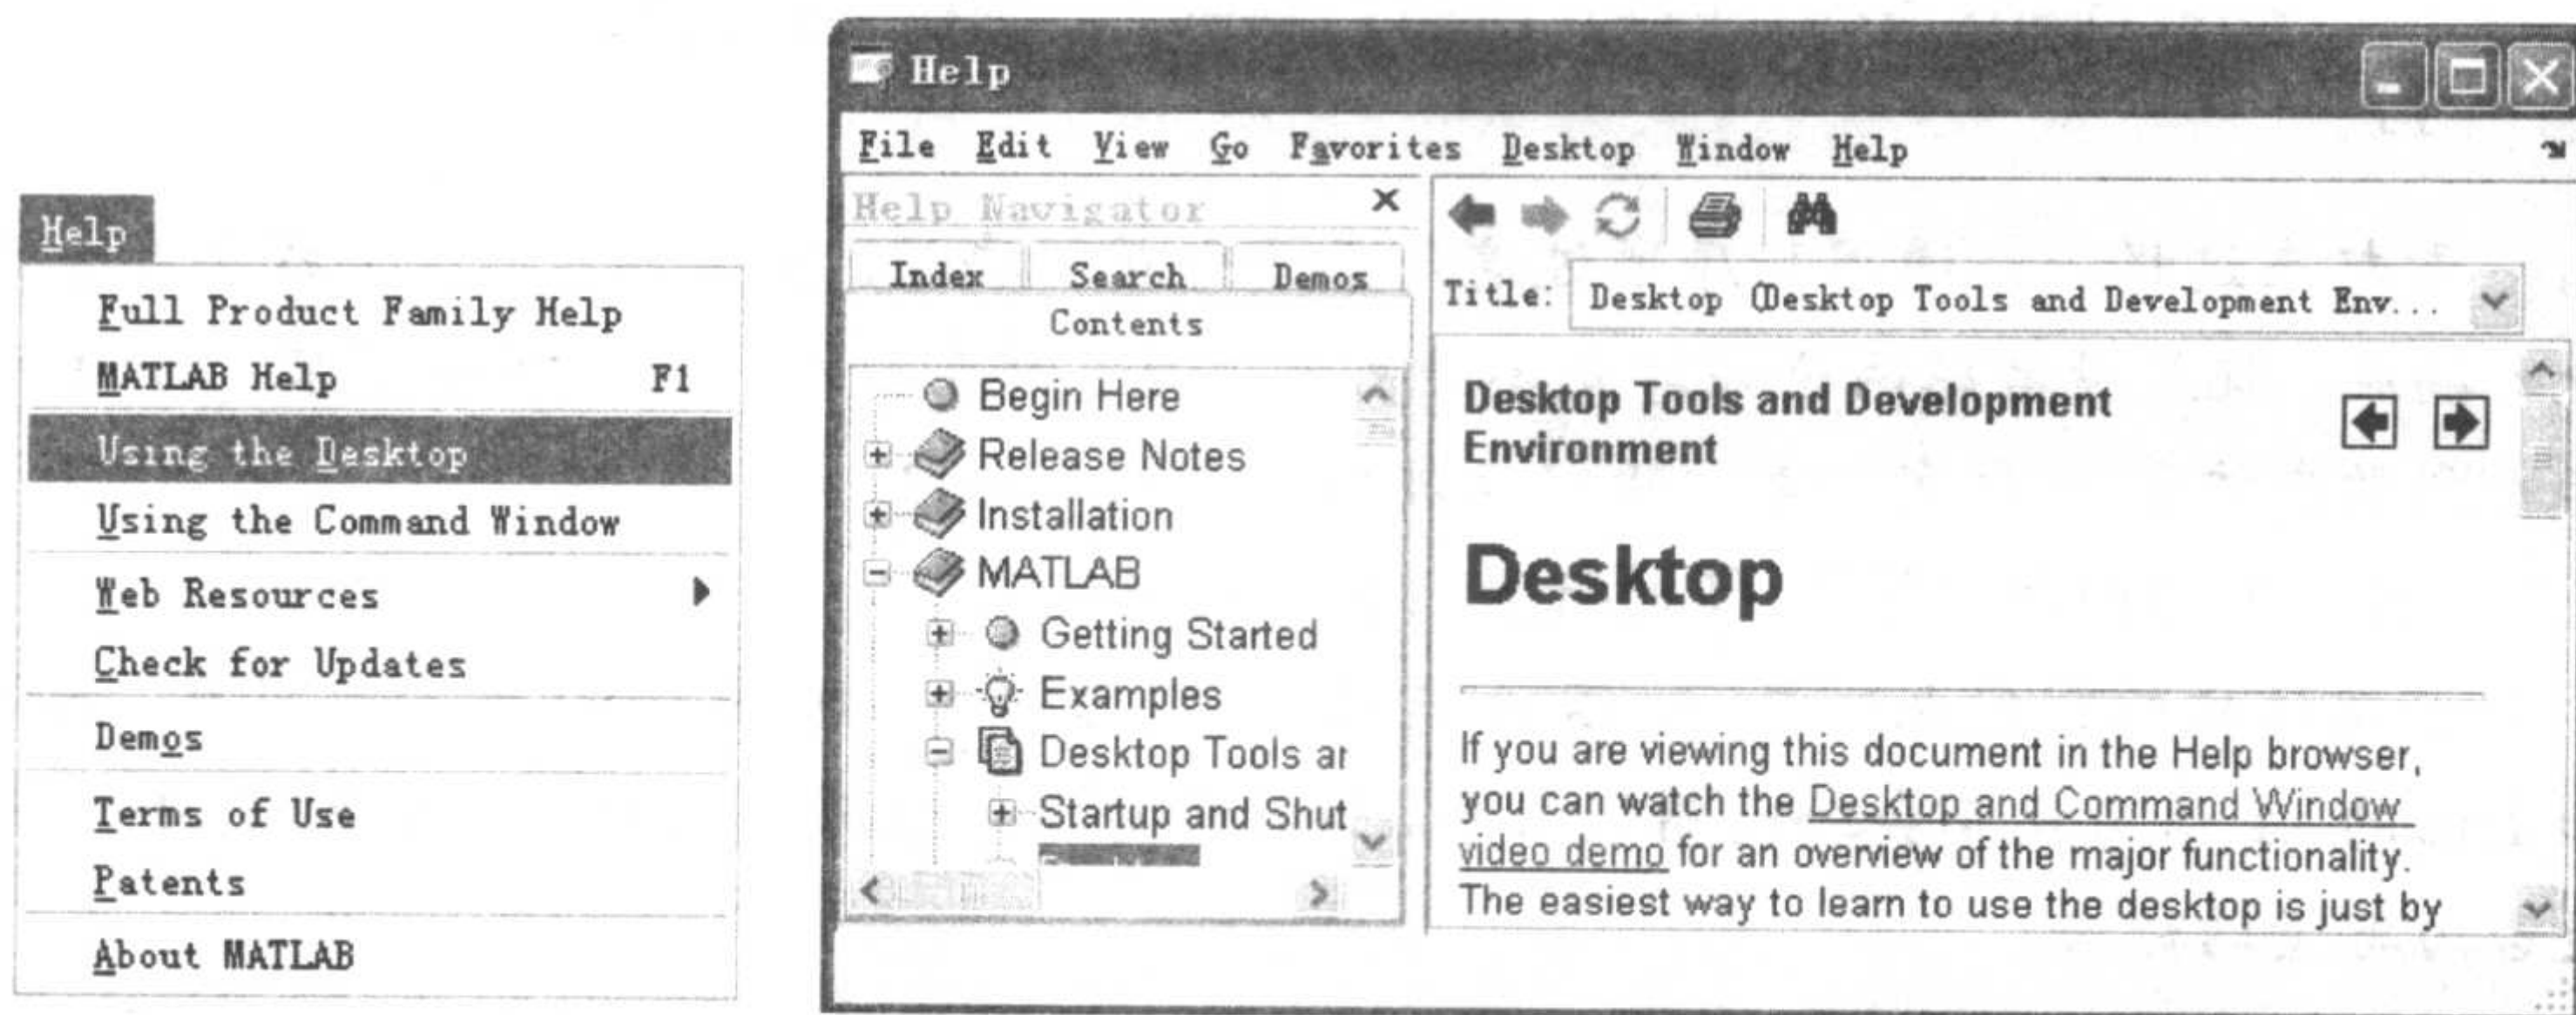 Help
Full Product Family Help
MATLAB Help F1
Using the Desktop
Using the Command Window
Web Resources
Check for Updates
Demos
Terms of Use
Patents
About MATLAB
Help
File Edit View Go Favorites Desktop Window Help
Help Navigator
Index Search Demos
Contents
Begin Here
Release Notes
Installation
MATLAB
Getting Started
Examples
Desktop Tools ar
Startup and Shut
Title: Desktop (Desktop Tools and Development Env...
Desktop Tools and Development
Environment
Desktop
If you are viewing this document in the Help browser,
you can watch the Desktop and Command Window
video demo for an overview of the major functionality.
The easiest way to learn to use the desktop is just by